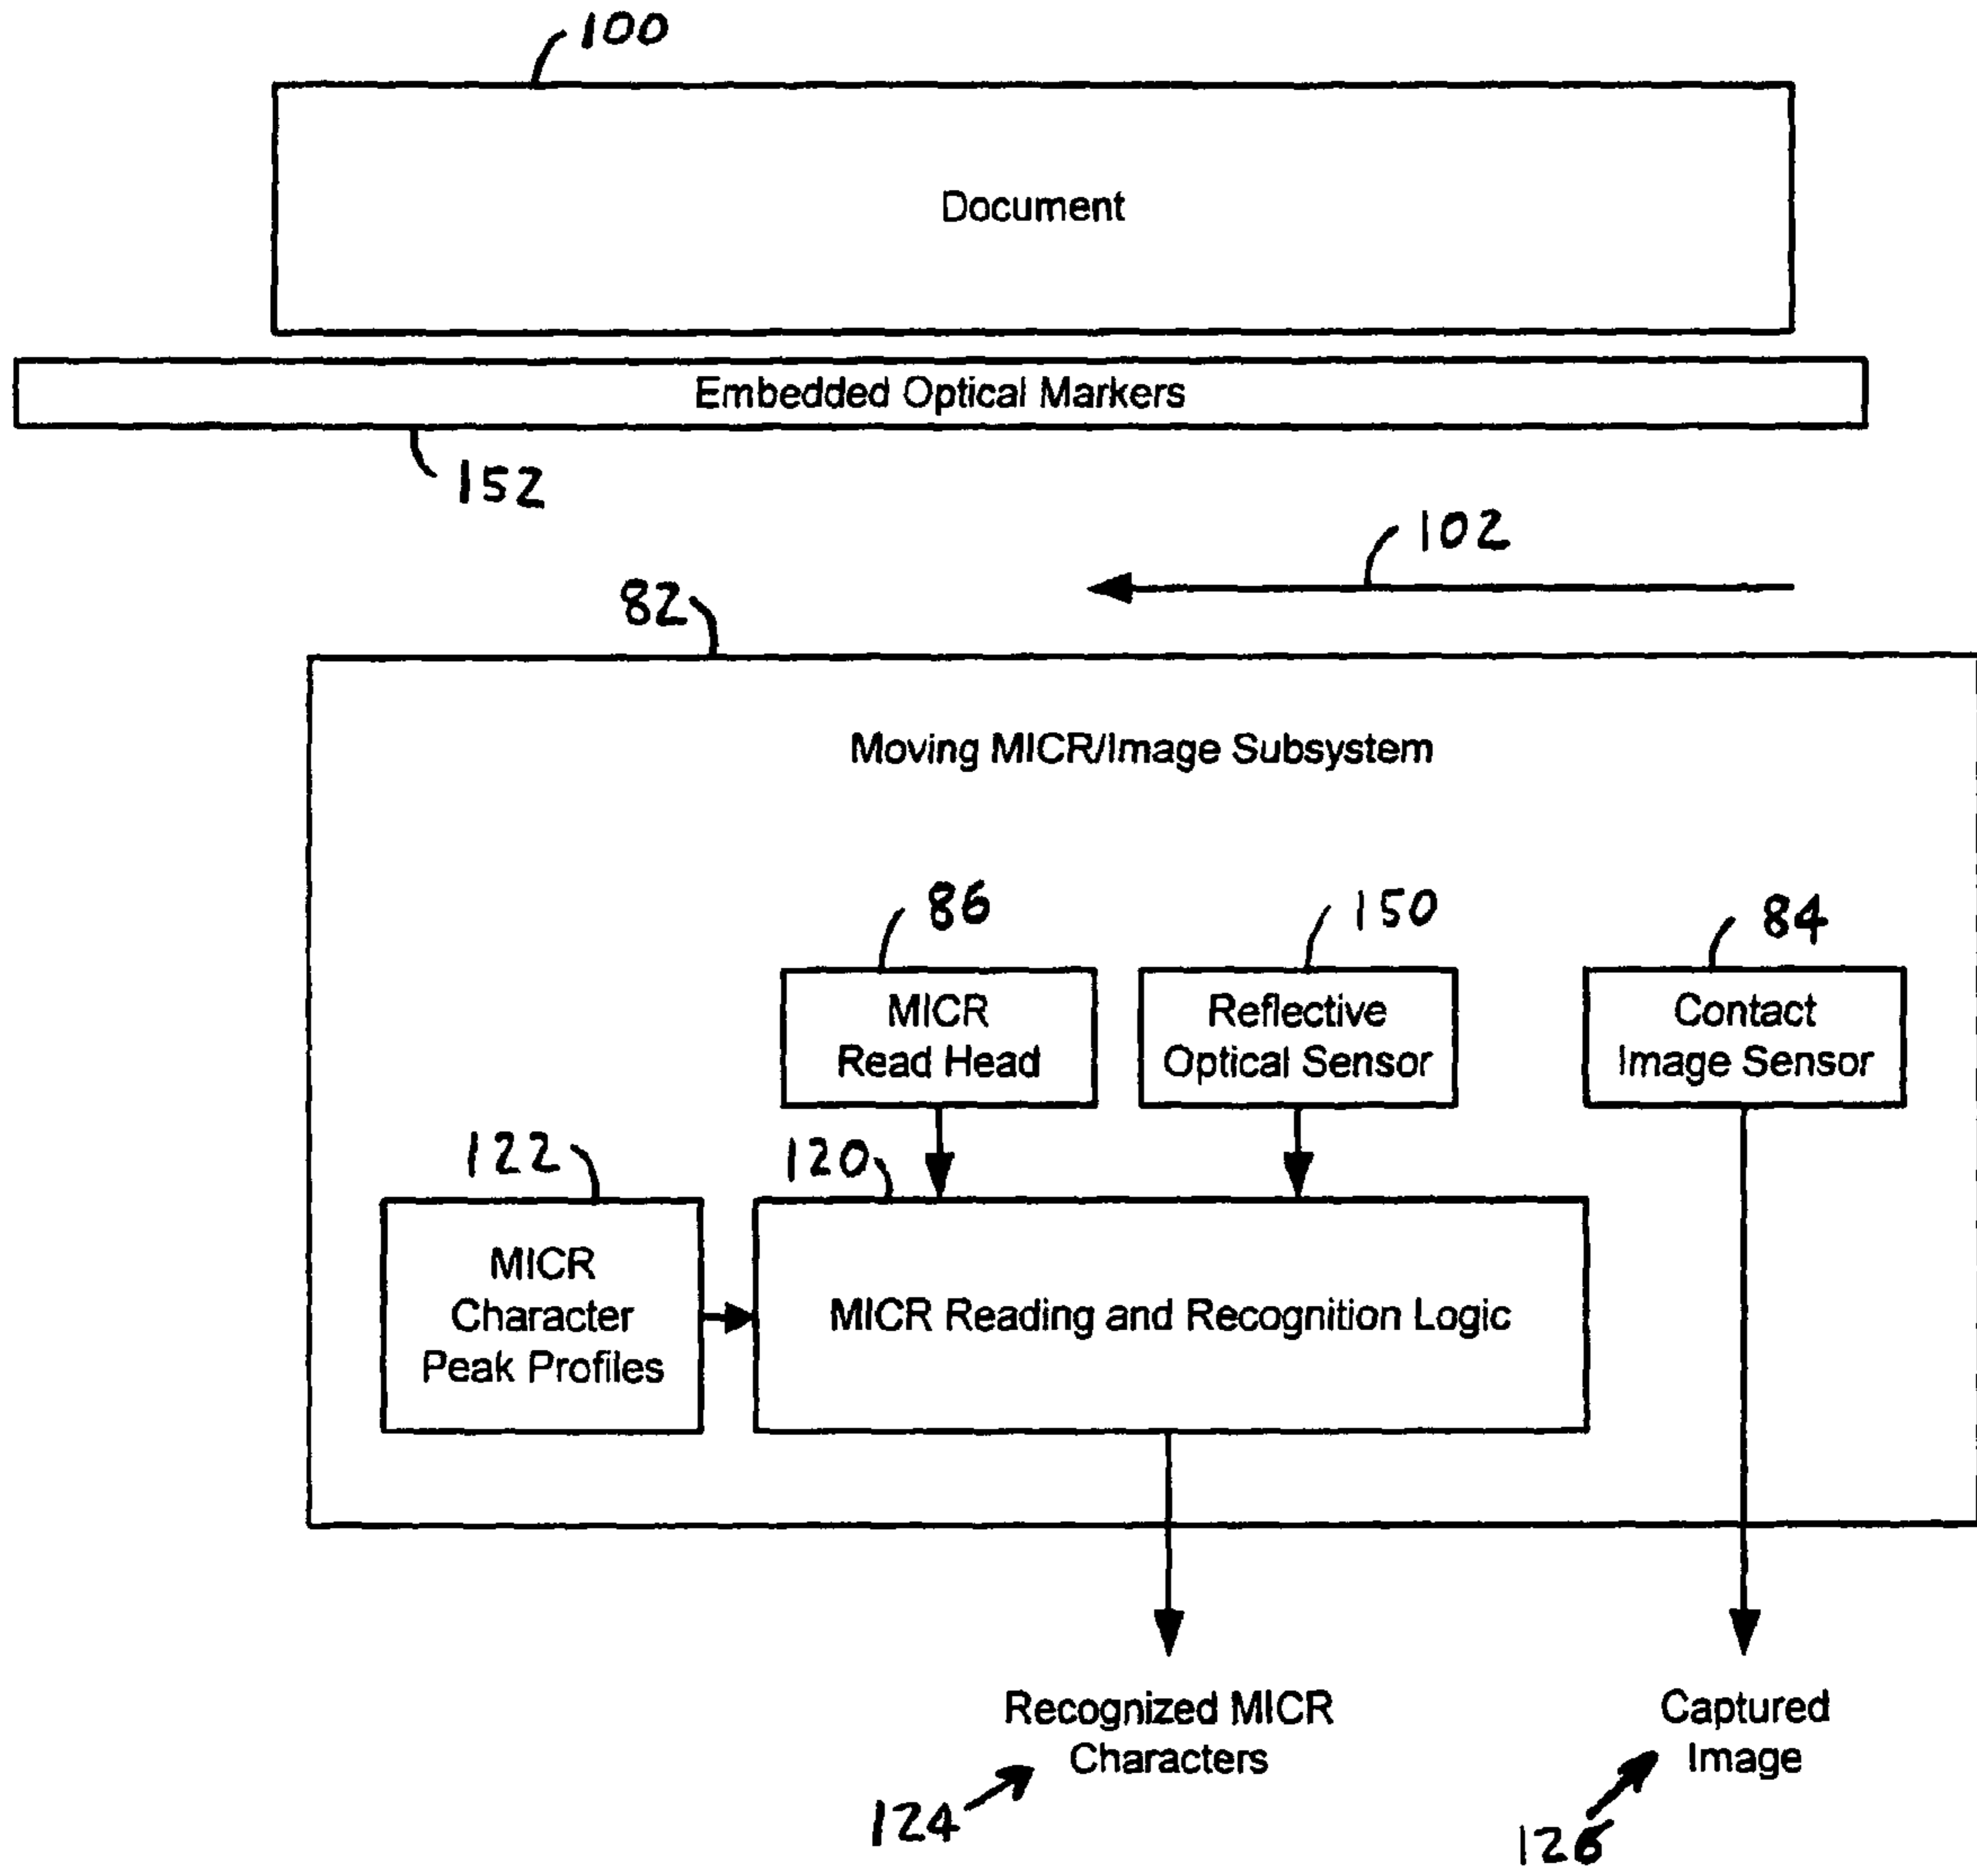 100
Document
Embedded Optical Markers
152
102
82
Moving MICR/Image Subsystem
86
150
84
MICR
Read Head
Reflective
Optical Sensor
Contact
Image Sensor
122
120
MICR
Character
Peak Profiles
MICR Reading and Recognition Logic
Recognized MICR
Characters
Captured
Image
124
126